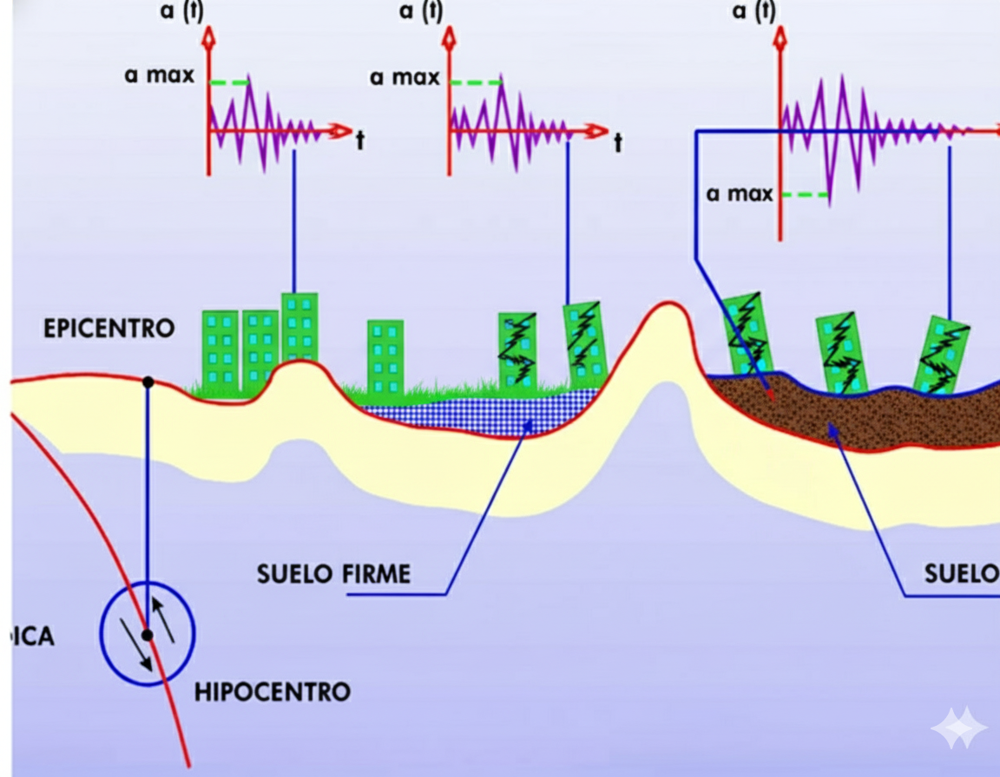 a (t)
a (t)
a (t)
a max
a max
t
t
a max
EPICENTRO
SUELO FIRME
SUELO
ICA
HIPOCENTRO